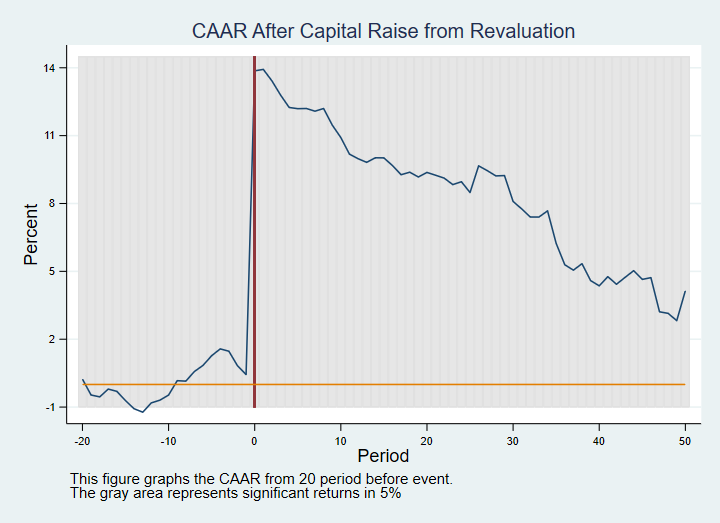 CAAR After Capital Raise from Revaluation
14
11
8
5
2
-1
Percent
-20 -10 0 10 20 30 40 50
Period
This figure graphs the CAAR from 20 period before event.
The gray area represents significant returns in 5%